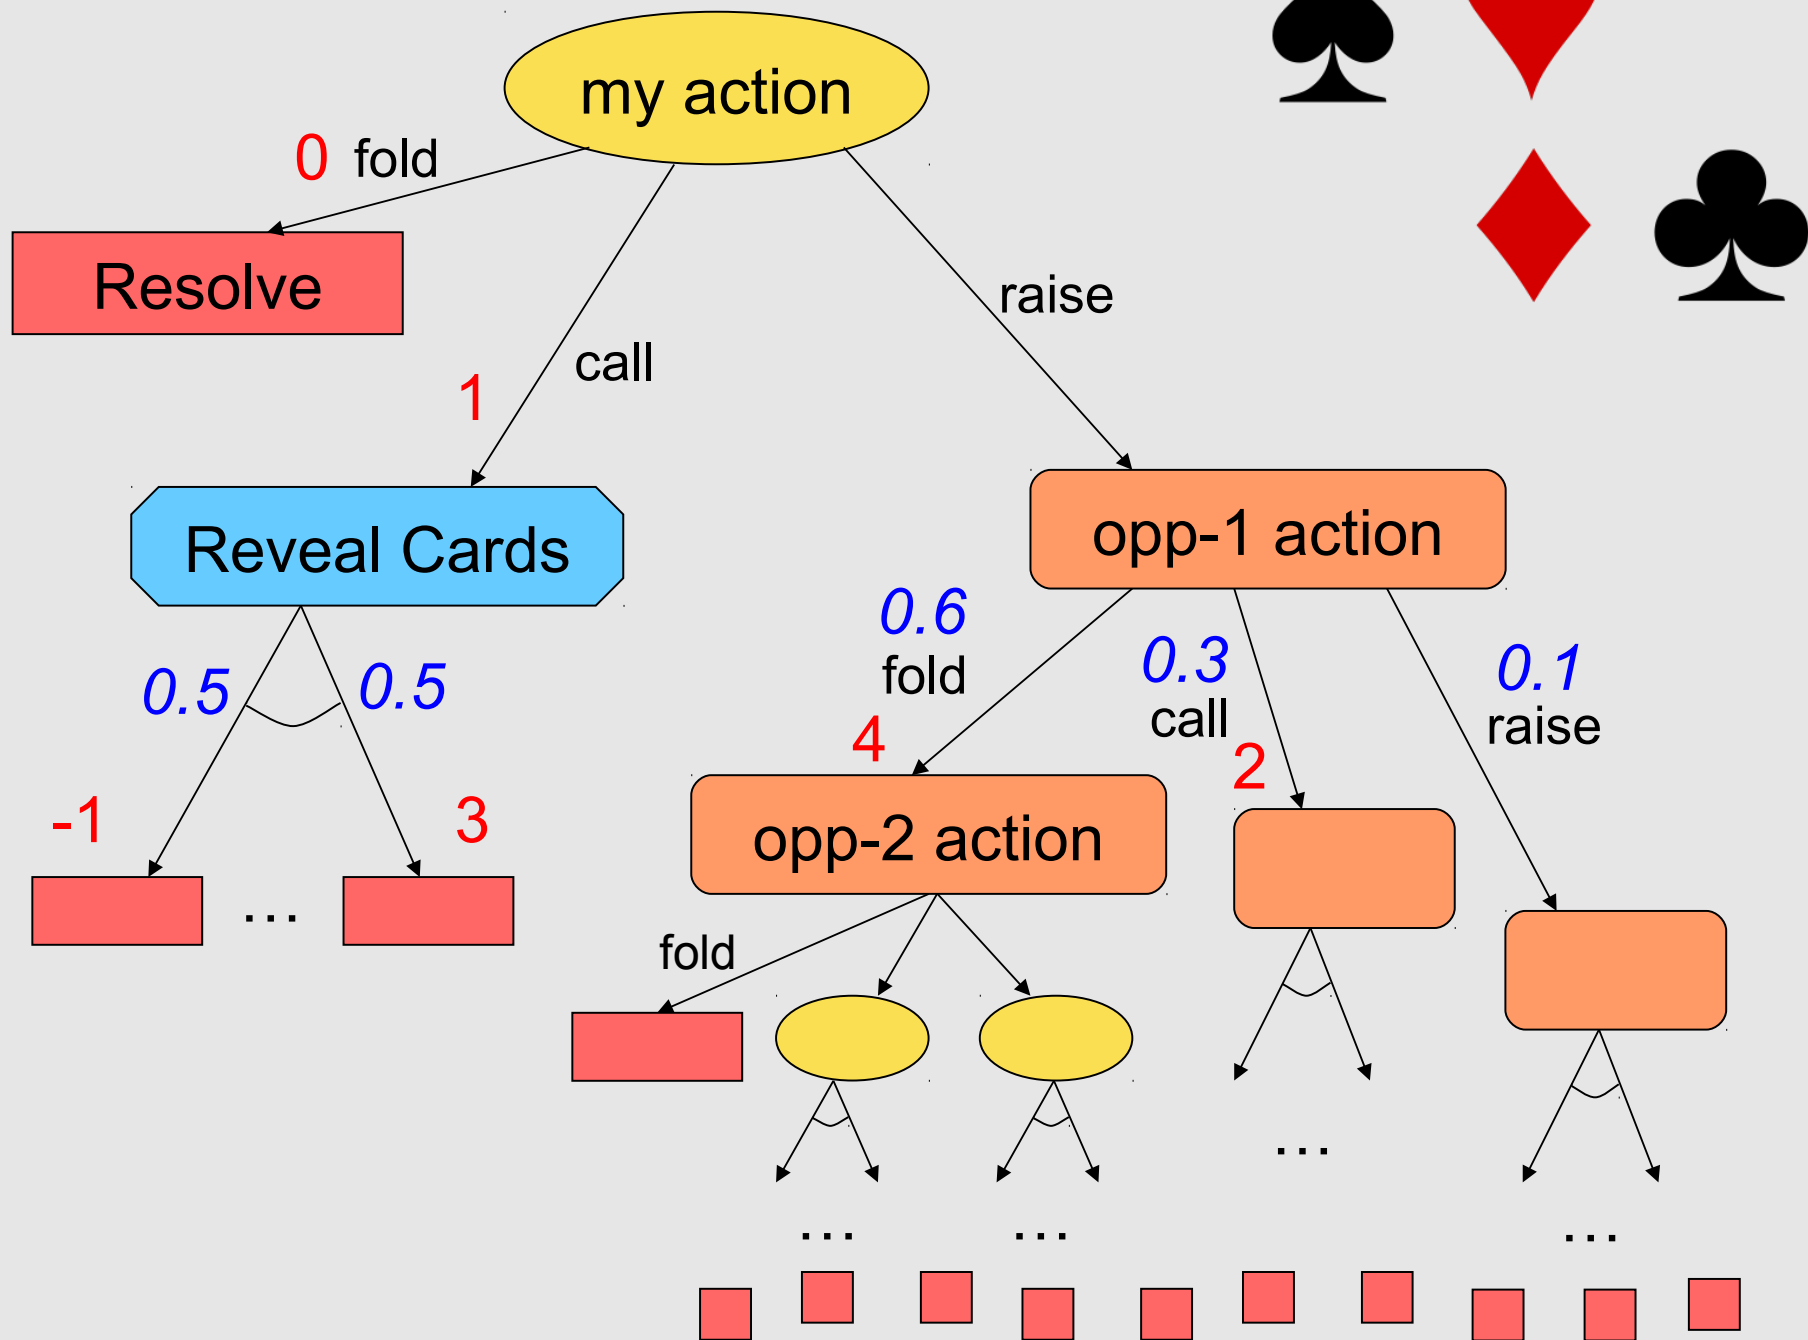 my action
0 fold
Resolve
raise
call
1
Reveal Cards
opp-1 action
0.6
fold
0.3
call
0.1
raise
0.5
0.5
4
2
-1
3
opp-2 action
...
fold
...
...
...
...